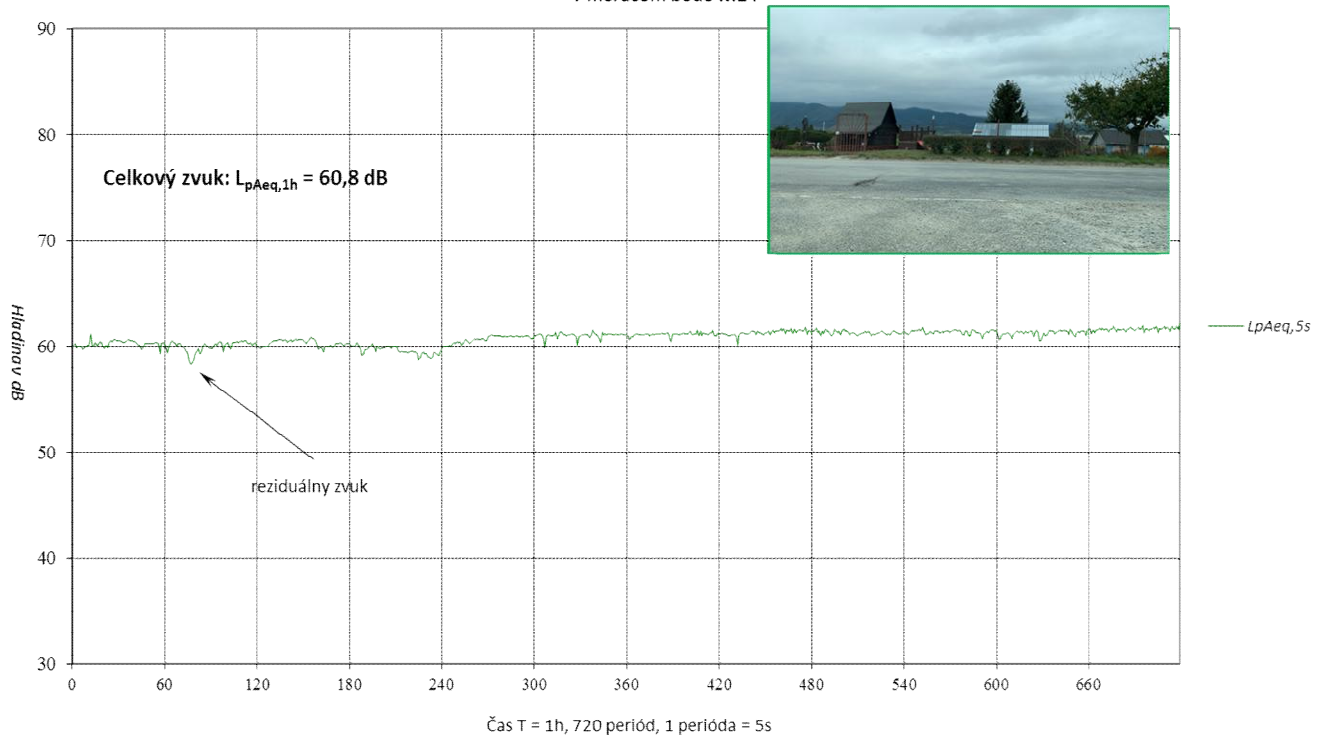 90
80
70
60
50
40
30
Celkový zvuk: LpAeq,1h = 60,8 dB
Hladina v dB
reziduálny zvuk
LpAeq,5s
0 60 120 180 240 300 360 420 480 540 600 660
Čas T = 1h, 720 periód, 1 perióda = 5s